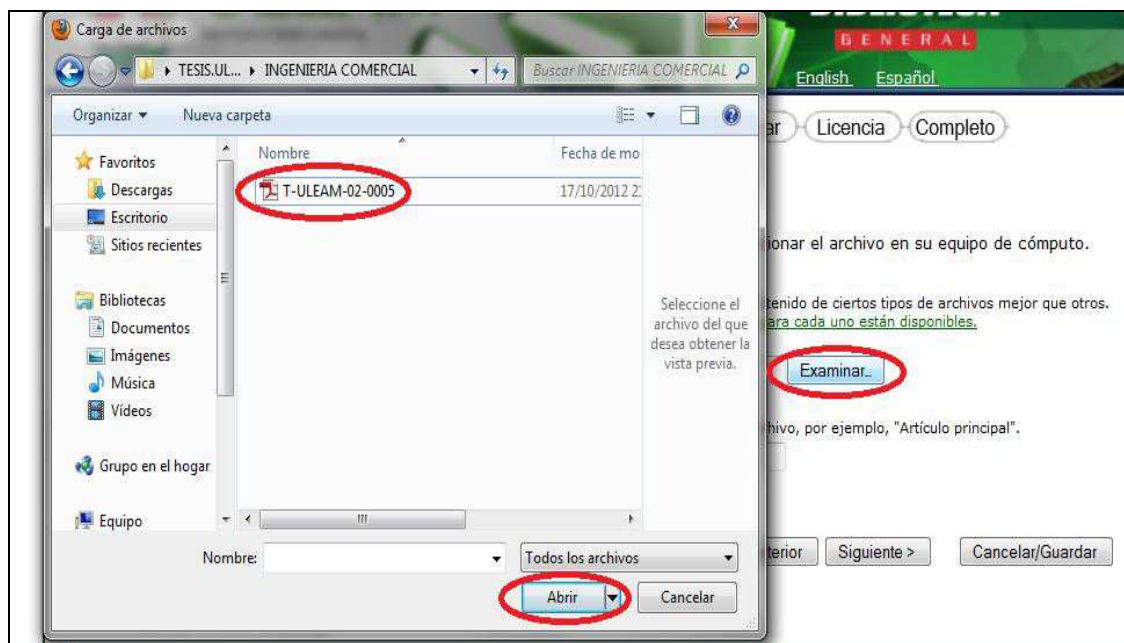 Carga de archivos
TESIS.UL... ▸ INGENIERIA COMERCIAL
Buscar INGENIERIA COMERCIAL
Organizar
Nueva carpeta
Nombre
Fecha de mo
Favoritos
Descargas
Escritorio
Sitios recientes
Bibliotecas
Documentos
Imágenes
Música
Vídeos
Grupo en el hogar
Equipo
T-ULEAM-02-0005
17/10/2012 2
Seleccione el
archivo del que
desea obtener la
vista previa.
Nombre:
Todos los archivos
Abrir
Cancelar
GENERAL
English Español
ar Licencia Completo
ionar el archivo en su equipo de cómputo.
tenido de ciertos tipos de archivos mejor que otros.
ara cada uno están disponibles.
Examinar...
hivo, por ejemplo, "Artículo principal".
terior Siguiente > Cancelar/Guardar